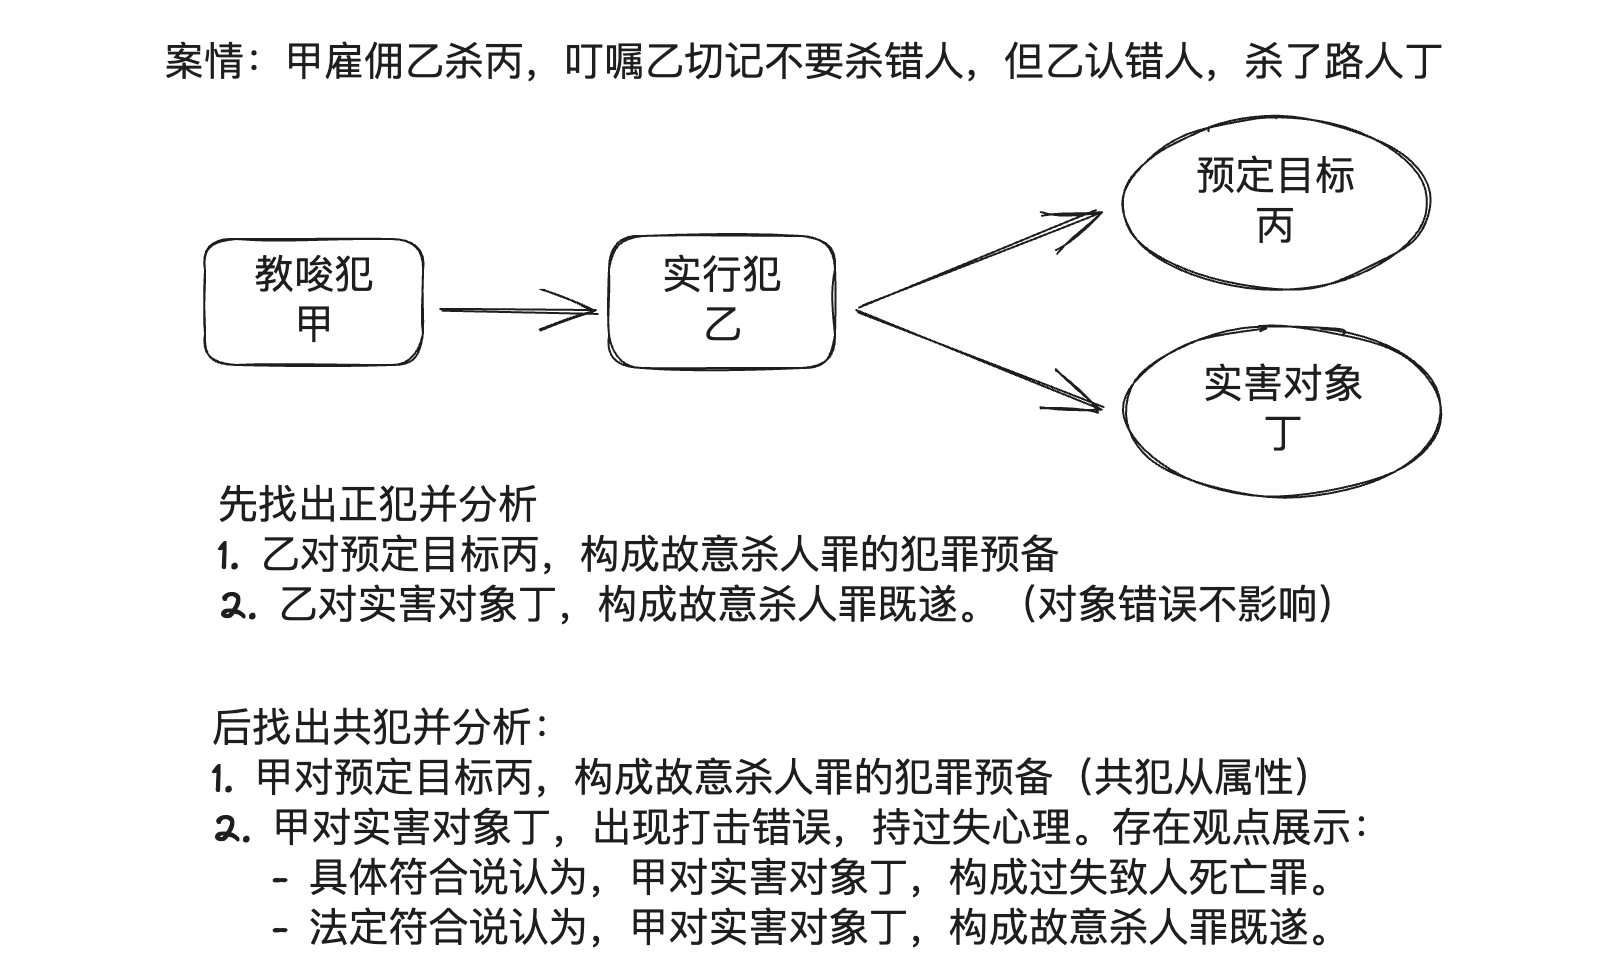 案情：甲雇佣乙杀丙，叮嘱乙切记不要杀错人，但乙认错人，杀了路人丁
教唆犯
甲
实行犯
乙
预定目标
丙
实害对象
丁
先找出正犯并分析
1. 乙对预定目标丙，构成故意杀人罪的犯罪预备
2. 乙对实害对象丁，构成故意杀人罪既遂。（对象错误不影响）
后找出共犯并分析：
1. 甲对预定目标丙，构成故意杀人罪的犯罪预备（共犯从属性）
2. 甲对实害对象丁，出现打击错误，持过失心理。存在观点展示：
- 具体符合说认为，甲对实害对象丁，构成过失致人死亡罪。
- 法定符合说认为，甲对实害对象丁，构成故意杀人罪既遂。